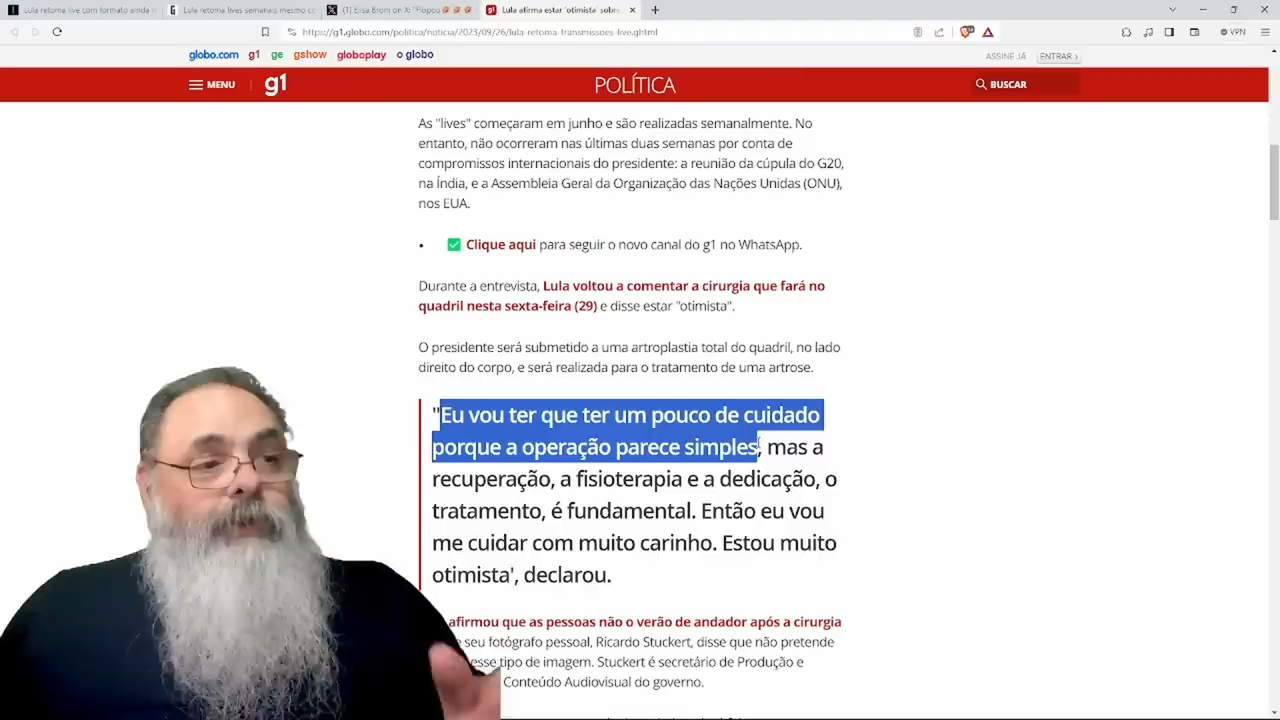 Lula retoma live com formato ainda
Lula retoma lives semanais mesmo co
(1) Elisa Brom on X: "Flopou
Lula afirma estar 'otimista' sobre
https://g1.globo.com/politica/noticia/2023/09/26/lula-retoma-transmissoes-live.ghtml
VPN
globo.com g1 ge gshow globoplay o globo
ASSINE JÁ ENTRAR ›
MENU g1 POLÍTICA BUSCAR
As "lives" começaram em junho e são realizadas semanalmente. No
entanto, não ocorreram nas últimas duas semanas por conta de
compromissos internacionais do presidente: a reunião da cúpula do G20,
na Índia, e a Assembleia Geral da Organização das Nações Unidas (ONU),
nos EUA.
• ✅ Clique aqui para seguir o novo canal do g1 no WhatsApp.
Durante a entrevista, Lula voltou a comentar a cirurgia que fará no
quadril nesta sexta-feira (29) e disse estar "otimista".
O presidente será submetido a uma artroplastia total do quadril, no lado
direito do corpo, e será realizada para o tratamento de uma artrose.
"Eu vou ter que ter um pouco de cuidado
porque a operação parece simples, mas a
recuperação, a fisioterapia e a dedicação, o
tratamento, é fundamental. Então eu vou
me cuidar com muito carinho. Estou muito
otimista', declarou.
afirmou que as pessoas não o verão de andador após a cirurgia
e seu fotógrafo pessoal, Ricardo Stuckert, disse que não pretende
esse tipo de imagem. Stuckert é secretário de Produção e
Conteúdo Audiovisual do governo.